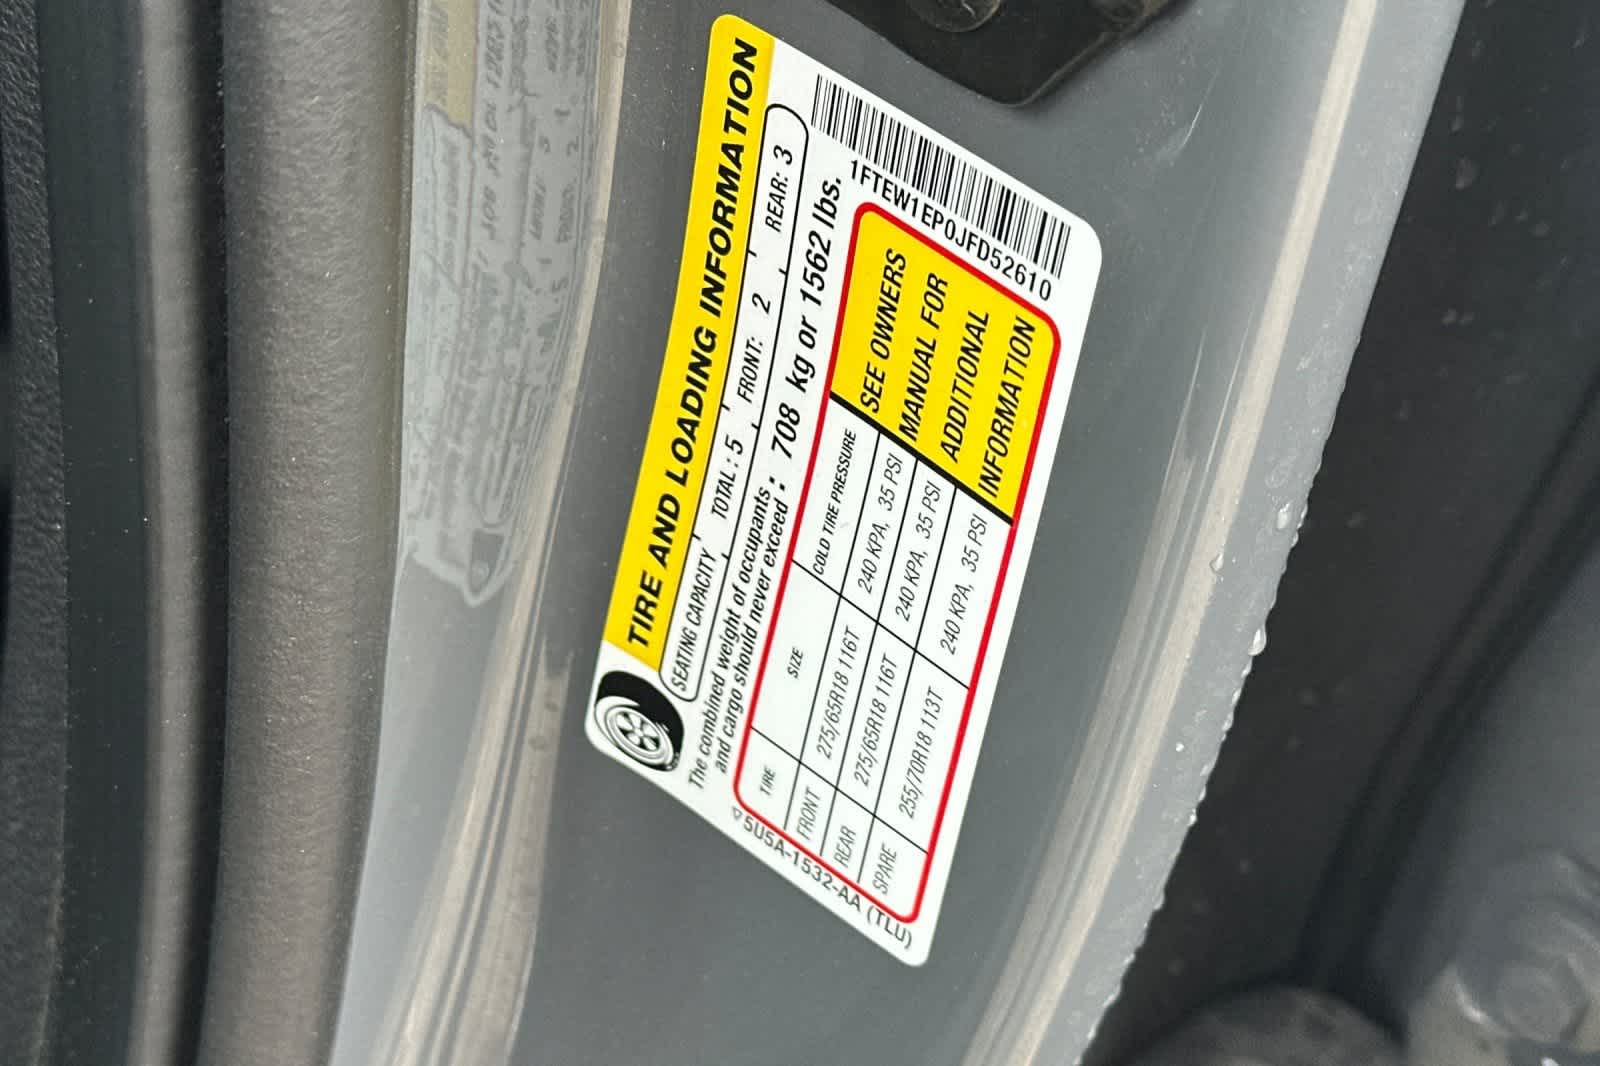 TIRE AND LOADING INFORMATION
SEATING CAPACITY TOTAL: 5 FRONT: 2 REAR: 3
The combined weight of occupants
and cargo should never exceed: 708 kg or 1562 lbs.
1FTEW1EP0JFD52610
TIRE SIZE COLD TIRE PRESSURE
FRONT 275/65R18 116T 240 KPA, 35 PSI
REAR 275/65R18 116T 240 KPA, 35 PSI
SPARE 255/70R18 113T 240 KPA, 35 PSI
SEE OWNERS
MANUAL FOR
ADDITIONAL
INFORMATION
5U5A-1532-AA (TLU)